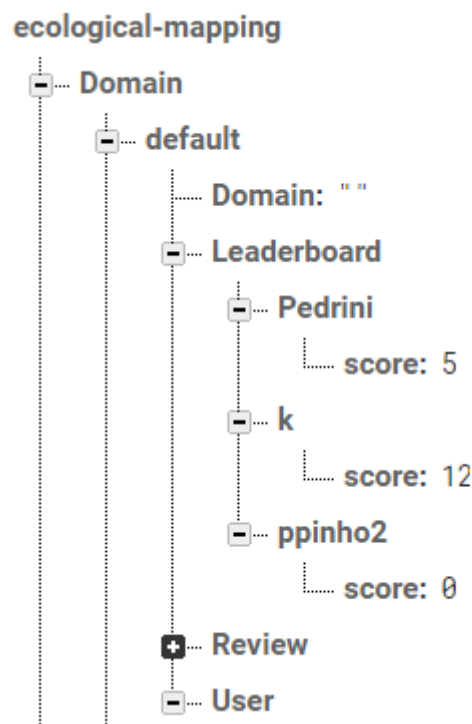 ecological-mapping
Domain
default
Domain: ""
Leaderboard
Pedrini
score: 5
k
score: 12
ppinho2
score: 0
Review
User